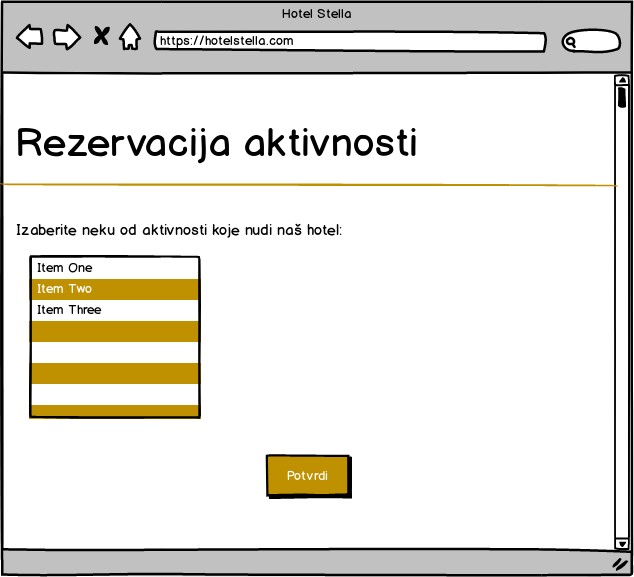 Hotel Stella
https://hotelstella.com
Rezervacija aktivnosti
Izaberite neku od aktivnosti koje nudi naš hotel:
Item One
Item Two
Item Three
Potvrdi